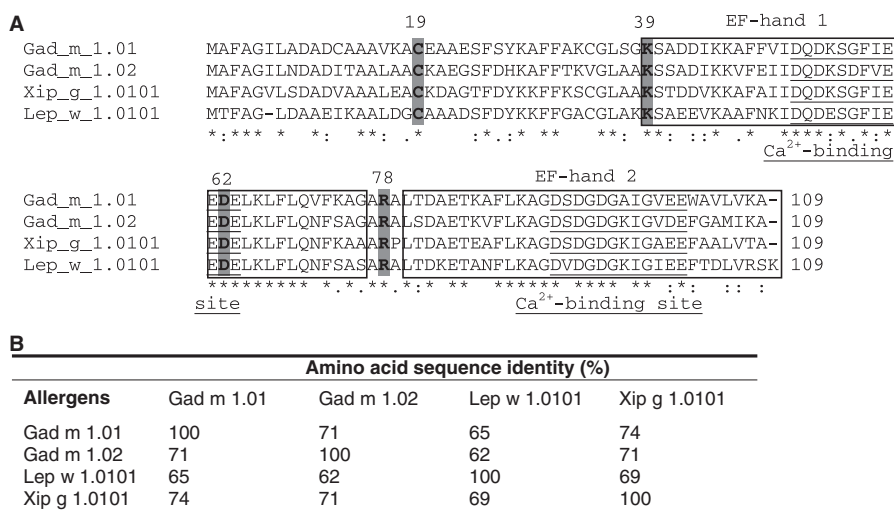 A
19 39 EF-hand 1
Gad_m_1.01 MAFAGILADADCAAAVKACEAAESFSYKAFFAKCGLSGKSADDIKKAFFVIDQDKSGFIE
Gad_m_1.02 MAFAGILNDADITAALAACKAEGSFDHKAFFTKVGLAAKSSADIKKVFEIIDQDKSDFVE
Xip_g_1.0101 MAFAGVLSDADVAAALEACKDAGTFDYKKFFKSCGLAAKSTDDVKKAFAIIDQDKSGFIE
Lep_w_1.0101 MTFAG-LDAAEIKAALDGCAAADSFDYKKFFGACGLAKKSAEEVKAAFNKIDQDESGFIE
Ca2+-binding
62 78 EF-hand 2
Gad_m_1.01 EDELKLFLQVFKAGARALTDAETKAFLKAGDSDGDGAIGVEEWAVLVKA- 109
Gad_m_1.02 EDELKLFLQNFSAGARALSDAETKVFLKAGDSDGDGKIGVDEFGAMIKA- 109
Xip_g_1.0101 EDELKLFLQNFKAAARPLTDAETEAFLKAGDSDGDGKIGAEEFAALVTA- 109
Lep_w_1.0101 EDELKLFLQNFSASARALTDKETANFLKAGDVDGDGKIGIEEFTDLVRSK 109
site Ca2+-binding site
B
Amino acid sequence identity (%)
Allergens Gad m 1.01 Gad m 1.02 Lep w 1.0101 Xip g 1.0101
Gad m 1.01 100 71 65 74
Gad m 1.02 71 100 62 71
Lep w 1.0101 65 62 100 69
Xip g 1.0101 74 71 69 100